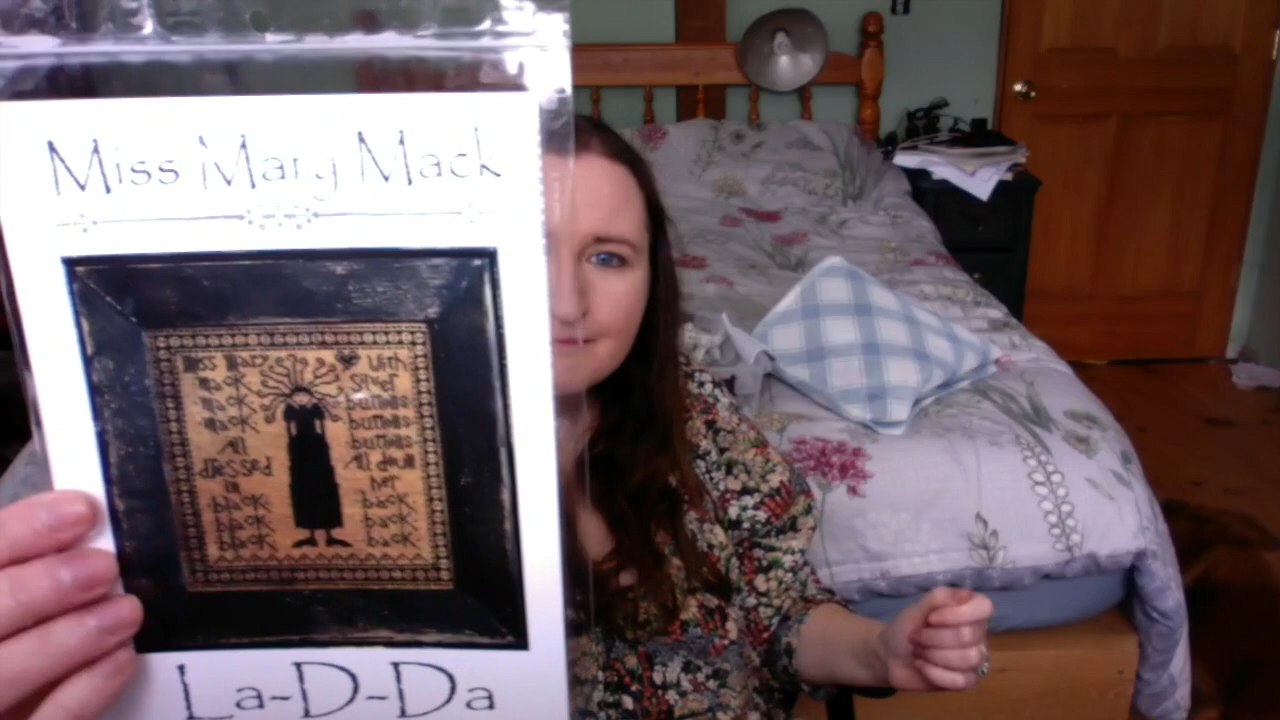 Miss Mary Mack
Miss Mary
mack
mack
mack
All
dressed
in
black
black
black
With
Silver
buttons
buttons
buttons
All down
her
back
back
back
La-D-Da